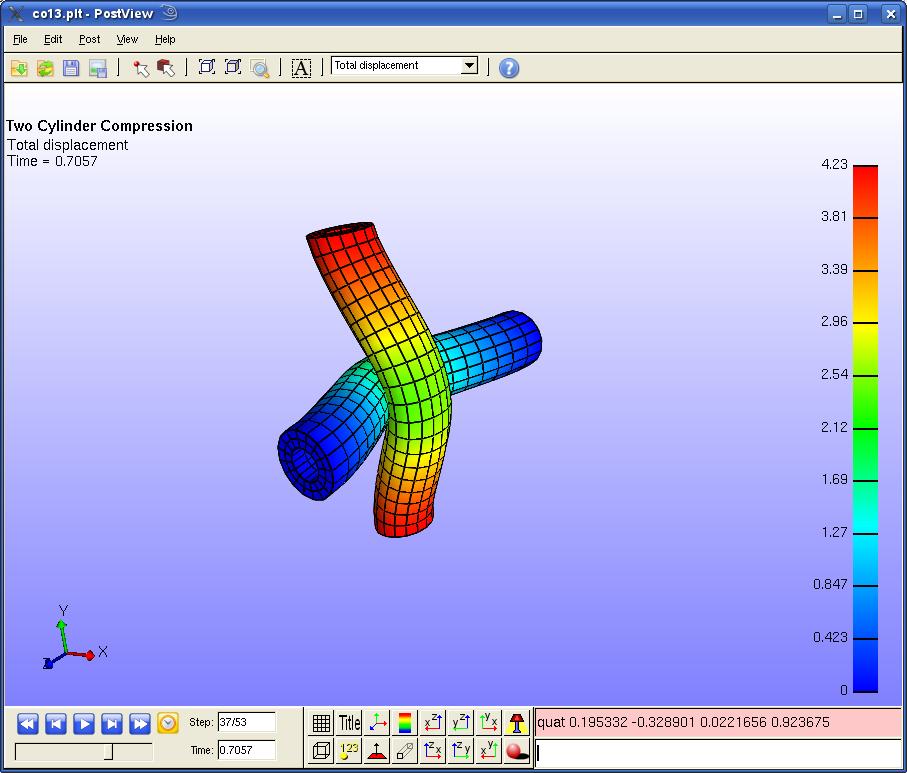 co13.plt - PostView
File Edit Post View Help
A Total displacement ?
Two Cylinder Compression
Total displacement
Time = 0.7057
4.23
3.81
3.39
2.96
2.54
2.12
1.69
1.27
0.847
0.423
0
Y
X
Z
Step: 37/53
Time: 0.7057
Title
123
quat 0.195332 -0.328901 0.0221656 0.923675